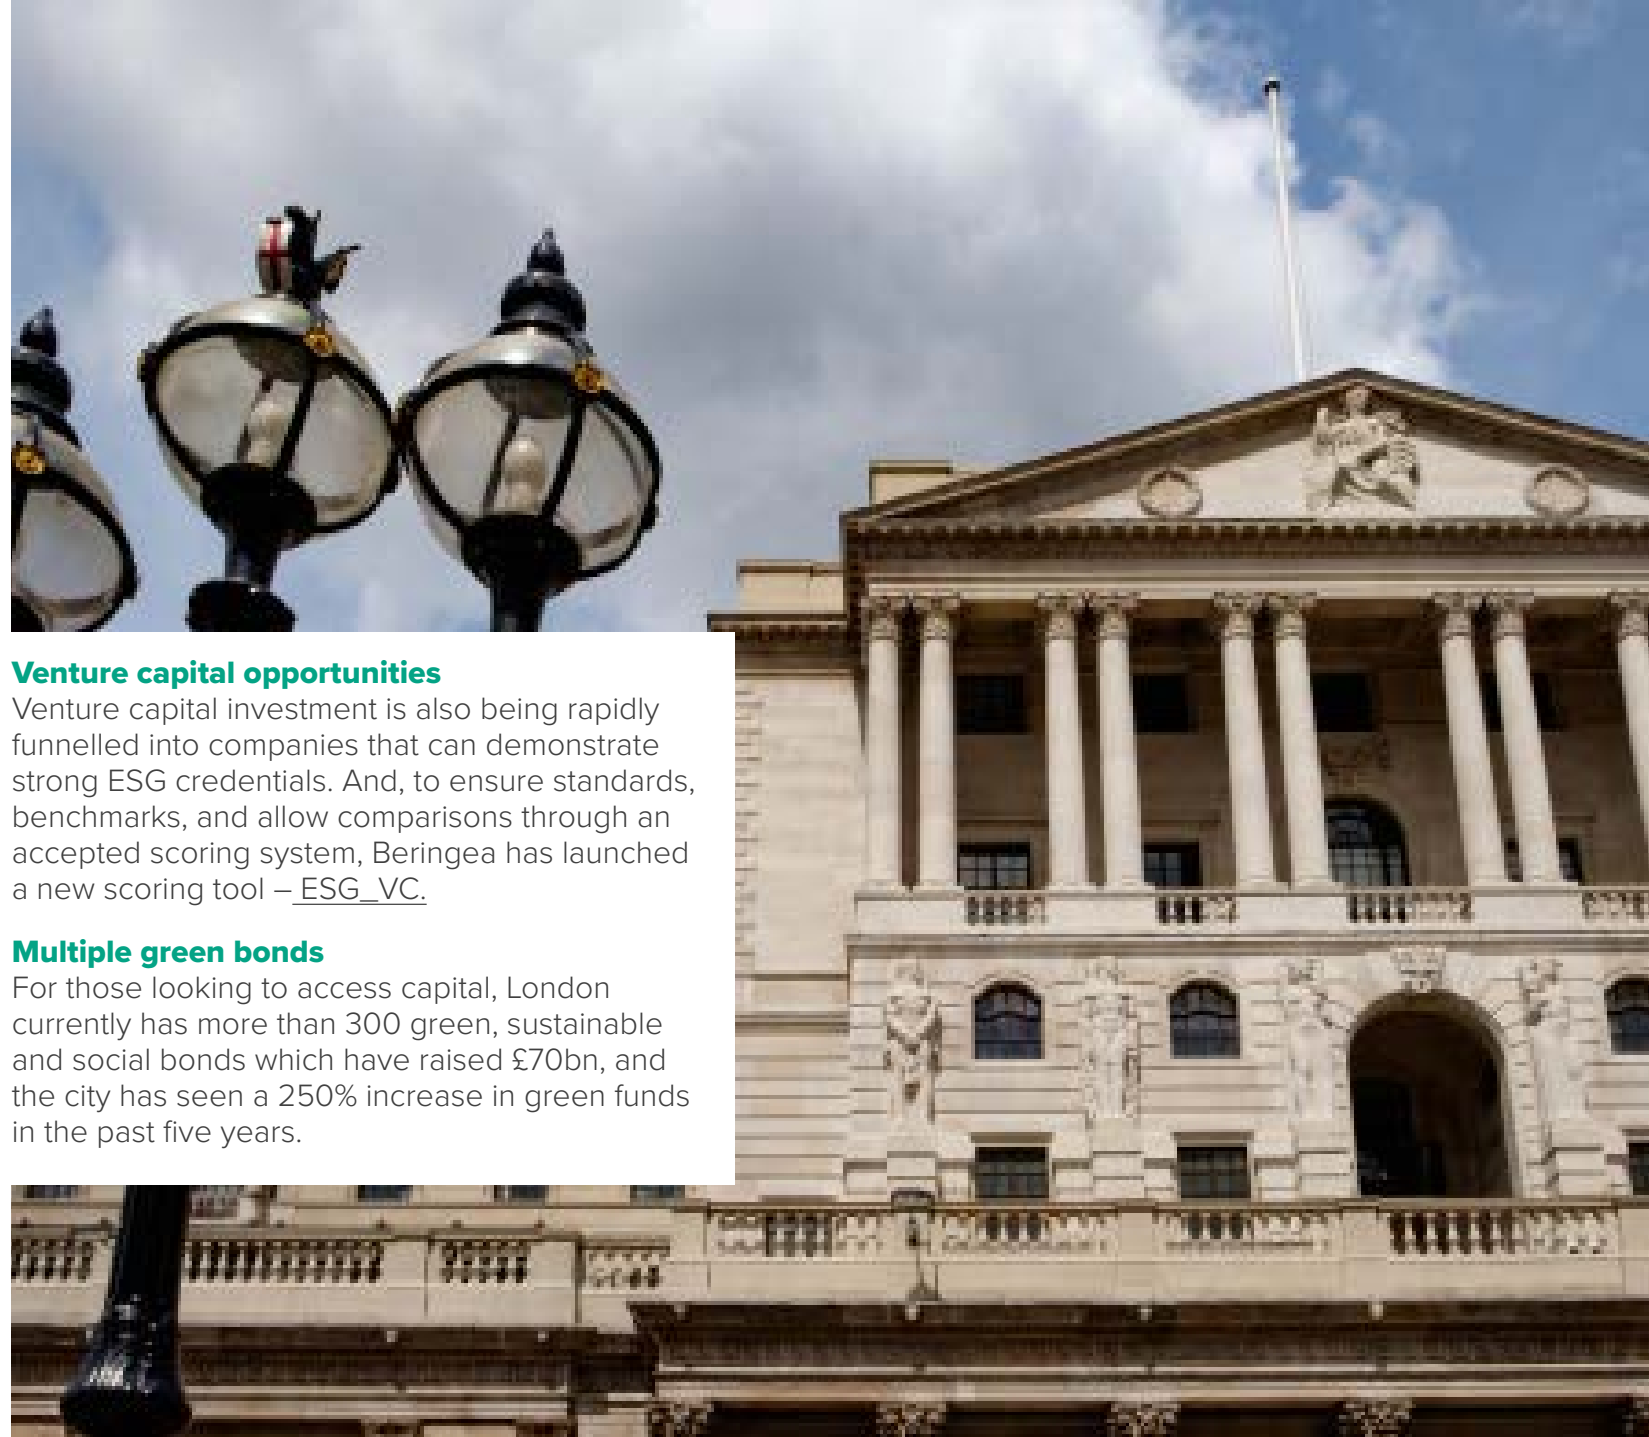 Venture capital opportunities
Venture capital investment is also being rapidly
funnelled into companies that can demonstrate
strong ESG credentials. And, to ensure standards,
benchmarks, and allow comparisons through an
accepted scoring system, Beringea has launched
a new scoring tool – ESG_VC.
Multiple green bonds
For those looking to access capital, London
currently has more than 300 green, sustainable
and social bonds which have raised £70bn, and
the city has seen a 250% increase in green funds
in the past five years.